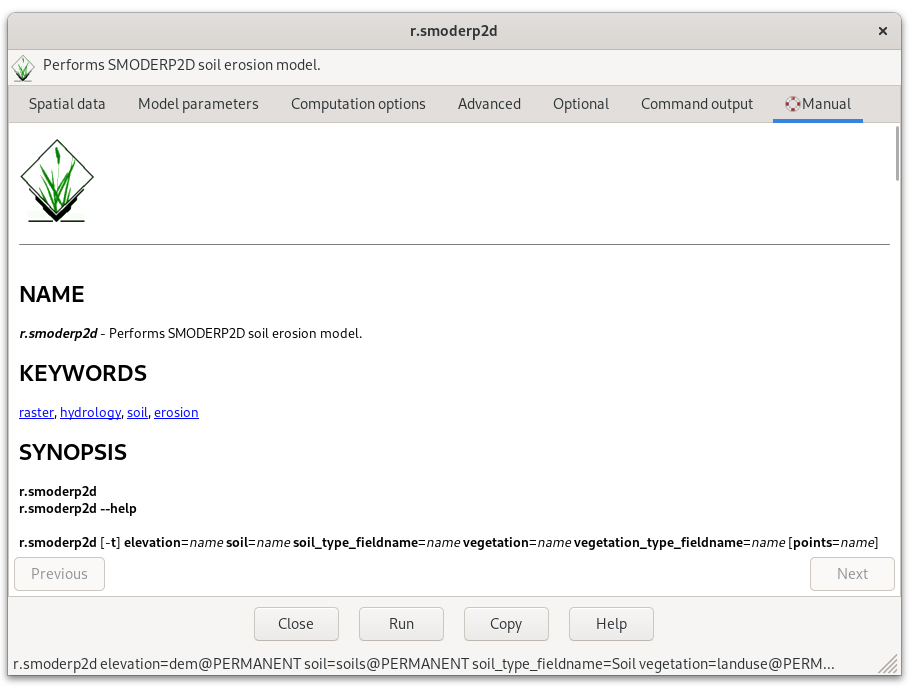 r.smoderp2d ×
Performs SMODERP2D soil erosion model.
Spatial data Model parameters Computation options Advanced Optional Command output Manual
NAME
r.smoderp2d - Performs SMODERP2D soil erosion model.
KEYWORDS
raster, hydrology, soil, erosion
SYNOPSIS
r.smoderp2d
r.smoderp2d --help
r.smoderp2d [-t] elevation=name soil=name soil_type_fieldname=name vegetation=name vegetation_type_fieldname=name [points=name]
Previous Next
Close Run Copy Help
r.smoderp2d elevation=dem@PERMANENT soil=soils@PERMANENT soil_type_fieldname=Soil vegetation=landuse@PERM...